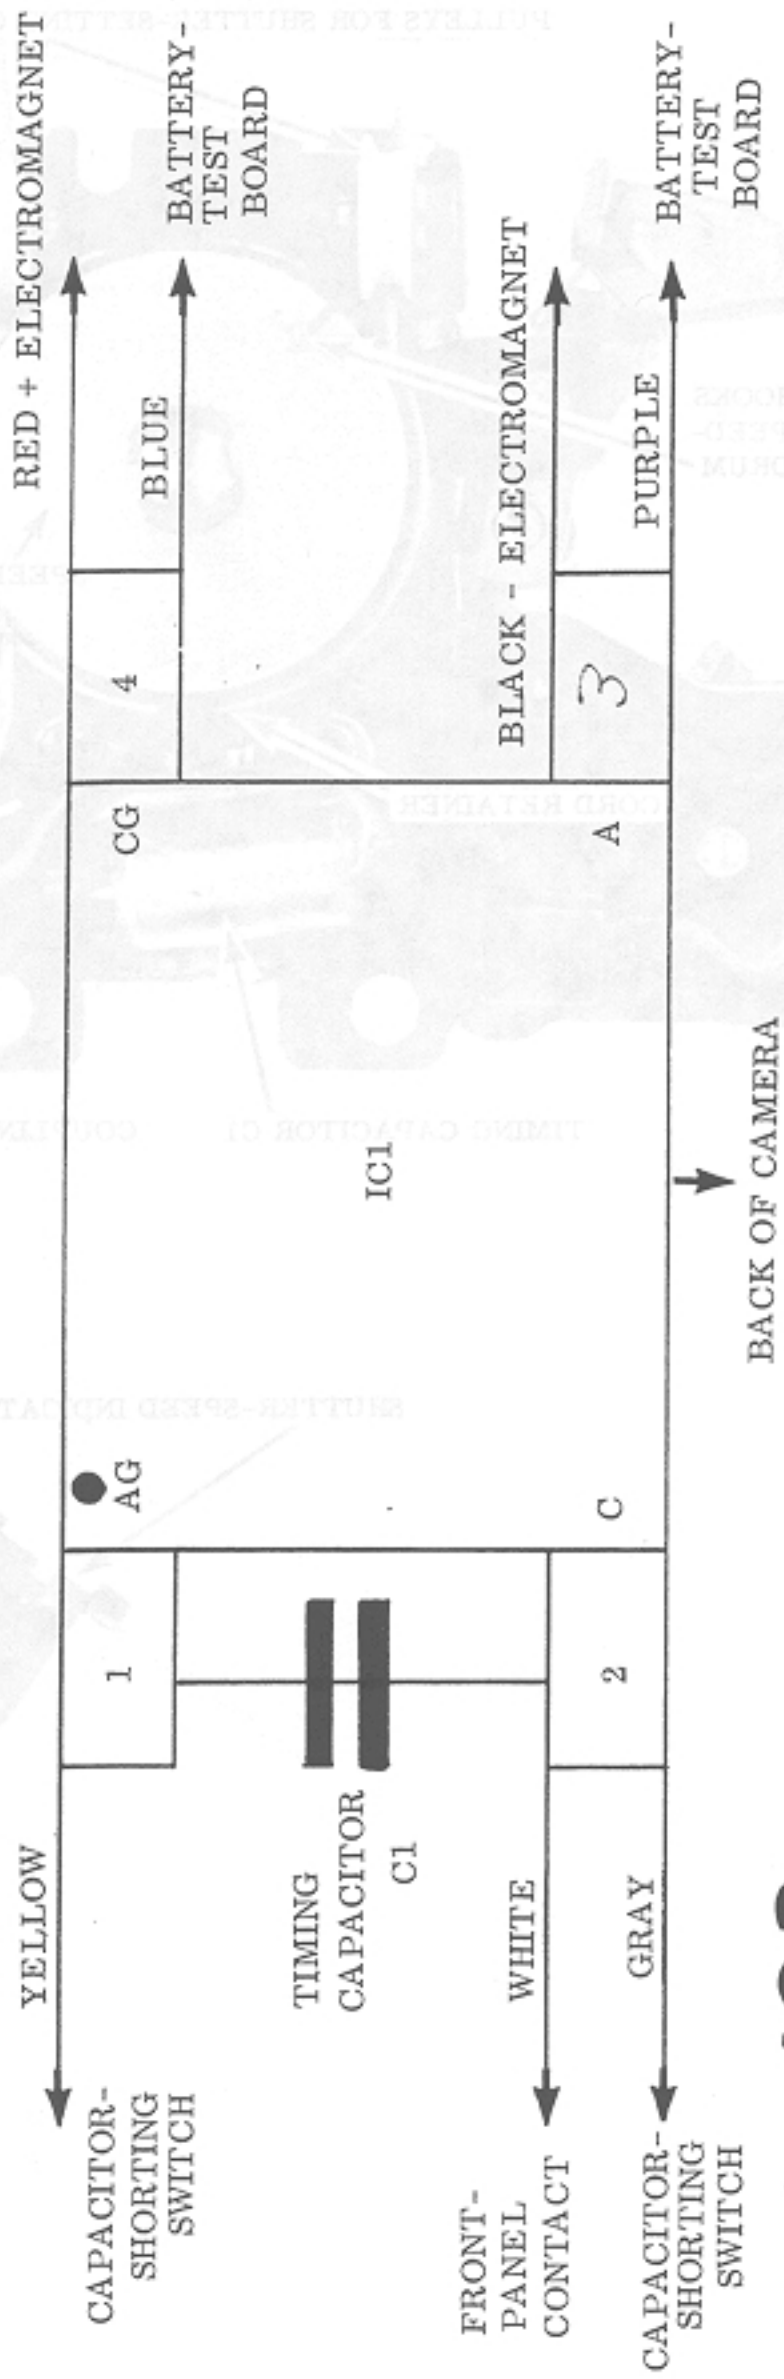 RED + ELECTROMAGNET
BLUE
BATTERY-
TEST
BOARD
BLACK - ELECTROMAGNET
PURPLE
BATTERY-
TEST
BOARD
4
3
CG
A
IC1
BACK OF CAMERA
AG
C
1
2
TIMING
CAPACITOR
C1
YELLOW
WHITE
GRAY
CAPACITOR-
SHORTING
SWITCH
FRONT-
PANEL
CONTACT
CAPACITOR-
SHORTING
SWITCH
PULLEYS FOR SHUTTER-SETTING
CORD RETAINER
TIMING CAPACITOR C1
SHUTTER-SPEED